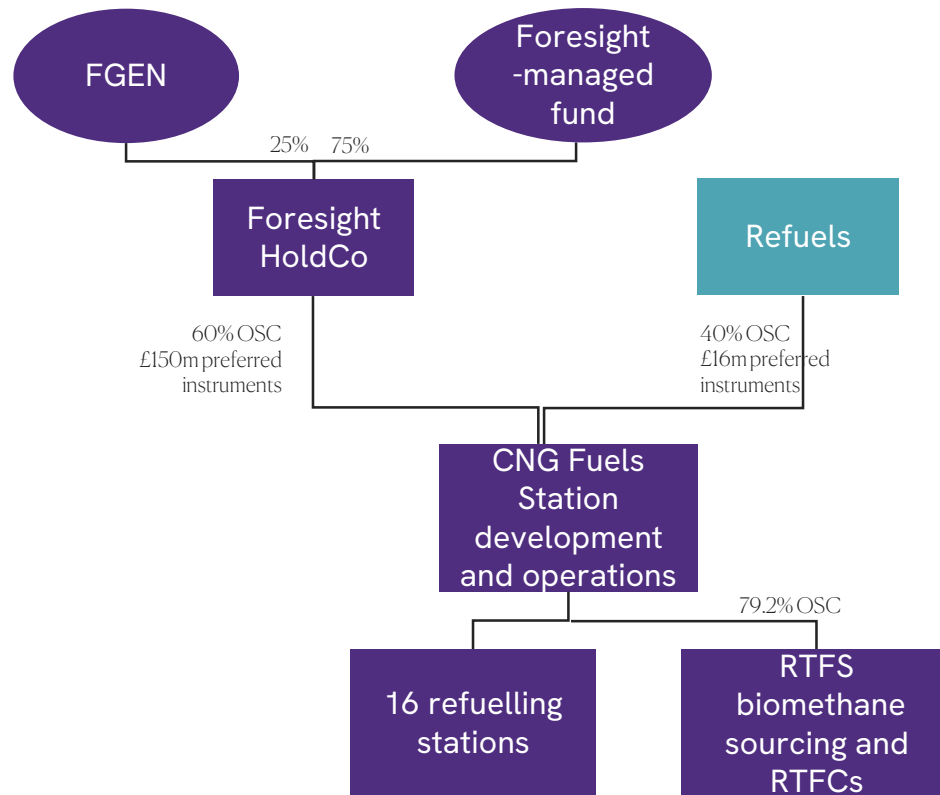 FGEN
Foresight
-managed
fund
25%
75%
Foresight
HoldCo
Refuels
60% OSC
£150m preferred
instruments
40% OSC
£16m preferred
instruments
CNG Fuels
Station
development
and operations
79.2% OSC
16 refuelling
stations
RTFS
biomethane
sourcing and
RTFCs